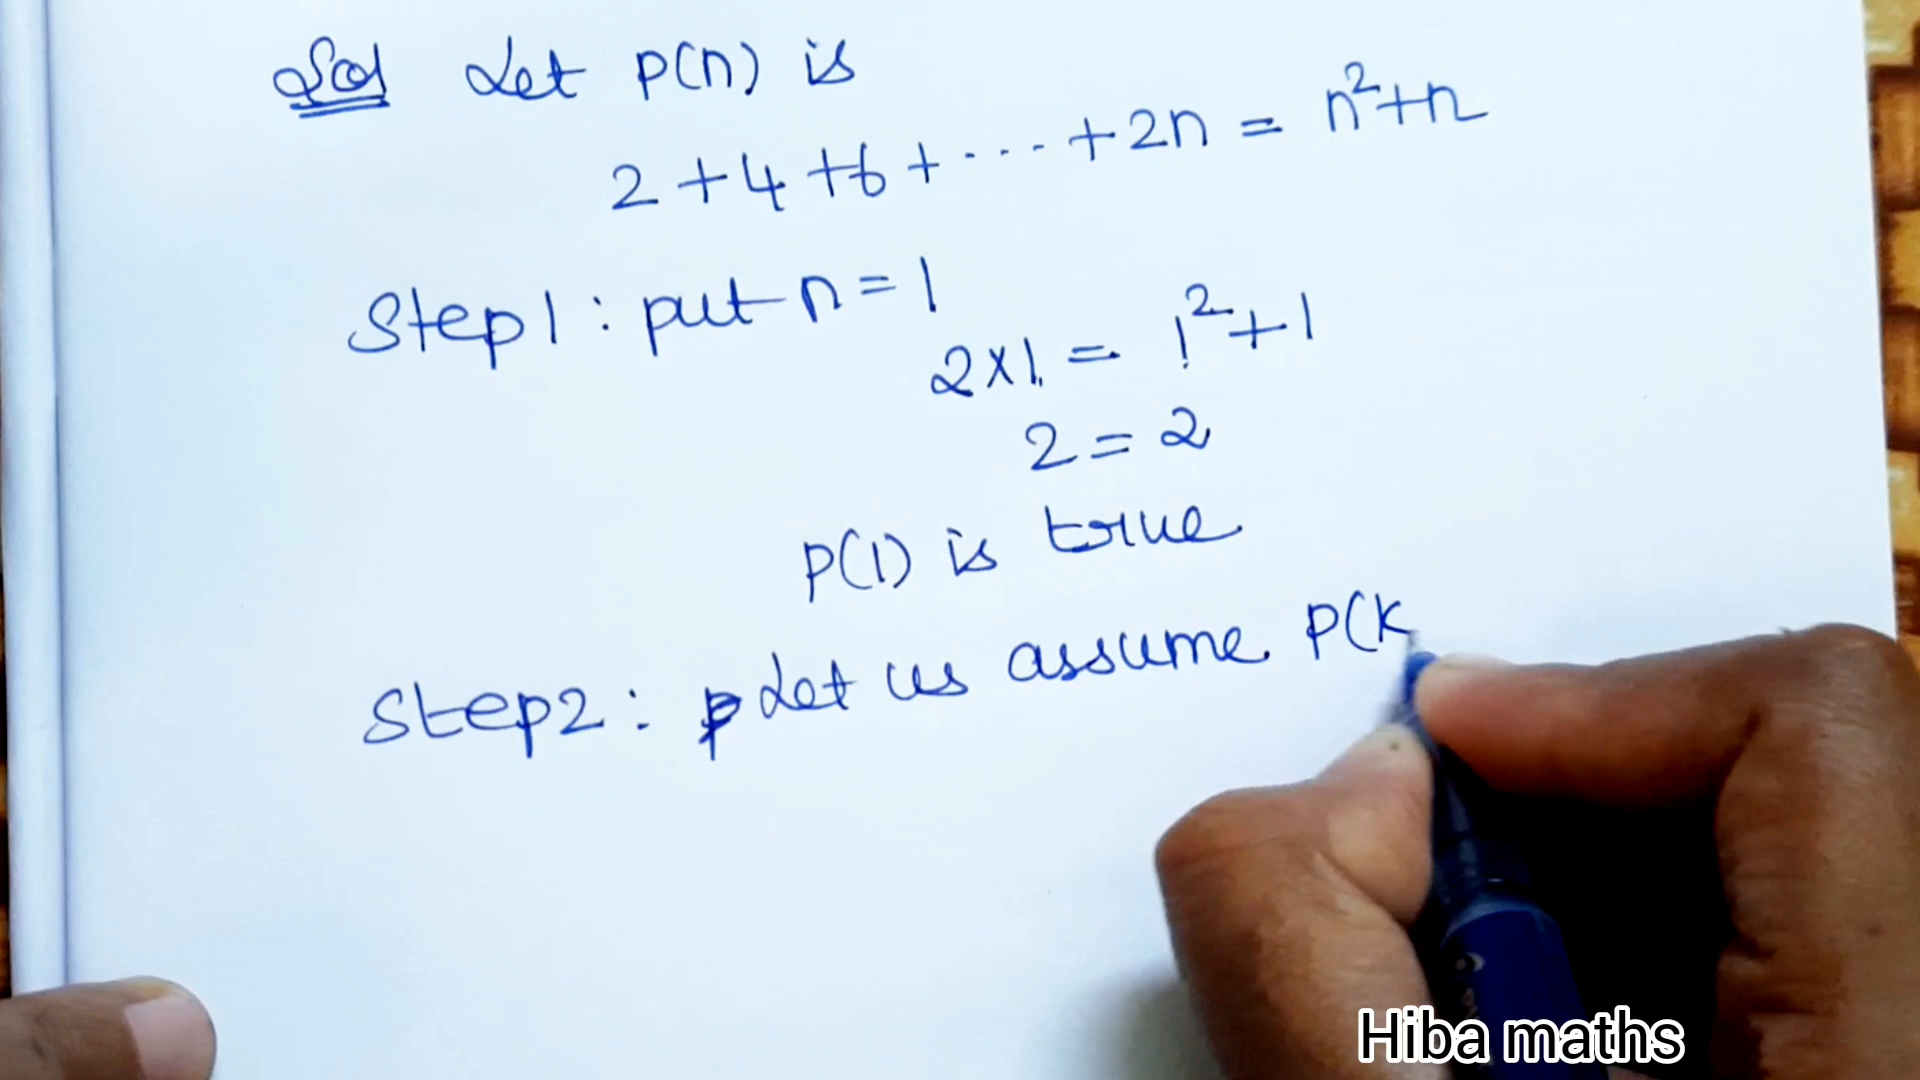 Sol Let P(n) is
2 + 4 + 6 + ... + 2n = n²+n
Step1 : put n = 1
2×1 = 1²+1
2 = 2
P(1) is true
Step2 : p Let us assume P(K
Hiba maths